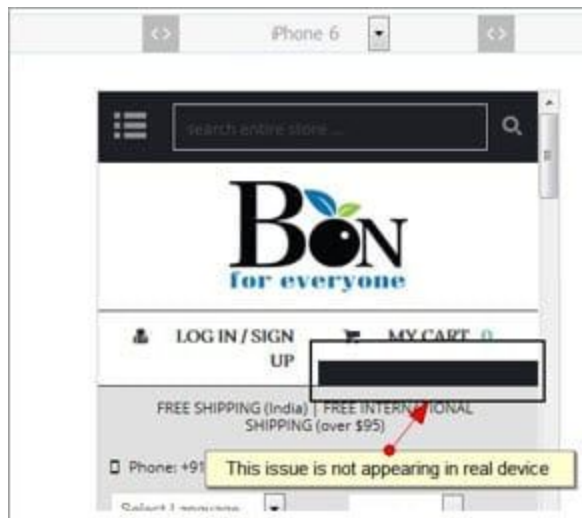 iPhone 6
search entire store ...
BON
for everyone
LOG IN / SIGN UP
MY CART 0
FREE SHIPPING (India) | FREE INTERNATIONAL
SHIPPING (over $95)
Phone: +91
This issue is not appearing in real device
Select Language